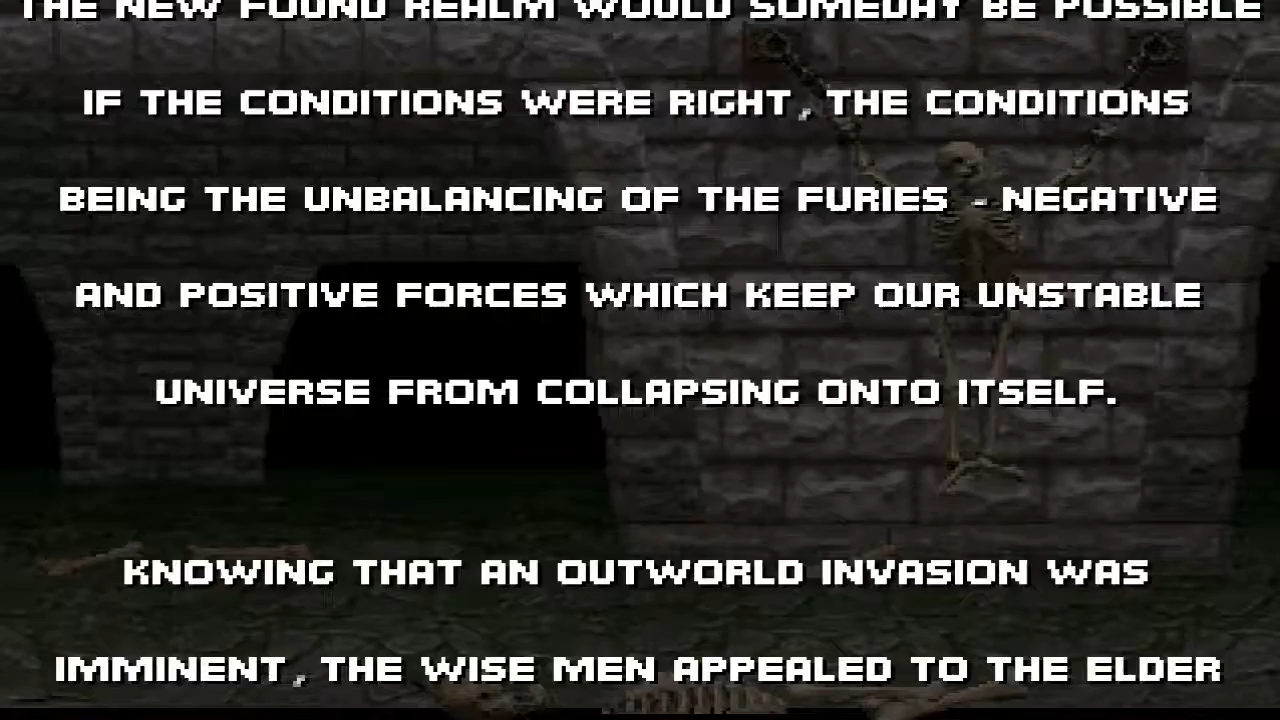 THE NEW FOUND REALM WOULD SOMEDAY BE POSSIBLE
IF THE CONDITIONS WERE RIGHT, THE CONDITIONS
BEING THE UNBALANCING OF THE FURIES - NEGATIVE
AND POSITIVE FORCES WHICH KEEP OUR UNSTABLE
UNIVERSE FROM COLLAPSING ONTO ITSELF.
KNOWING THAT AN OUTWORLD INVASION WAS
IMMINENT, THE WISE MEN APPEALED TO THE ELDER